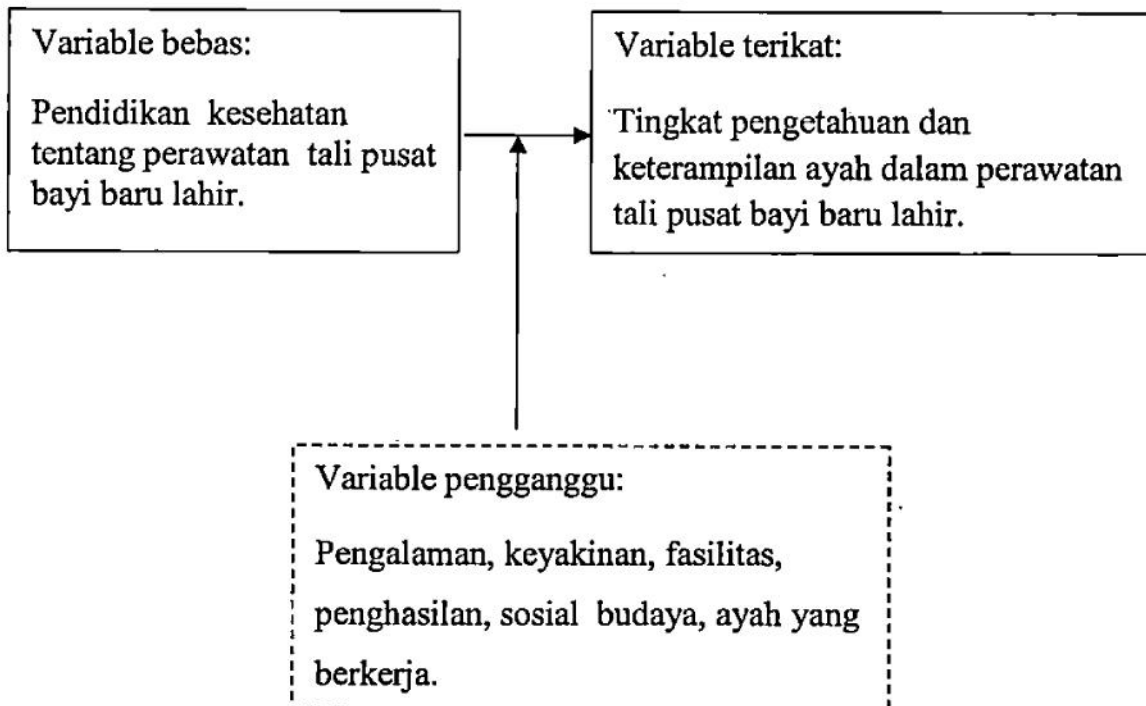 Variable bebas:
Pendidikan kesehatan
tentang perawatan tali pusat
bayi baru lahir.
Variable terikat:
Tingkat pengetahuan dan
keterampilan ayah dalam perawatan
tali pusat bayi baru lahir.
Variable pengganggu:
Pengalaman, keyakinan, fasilitas,
penghasilan, sosial budaya, ayah yang
berkerja.